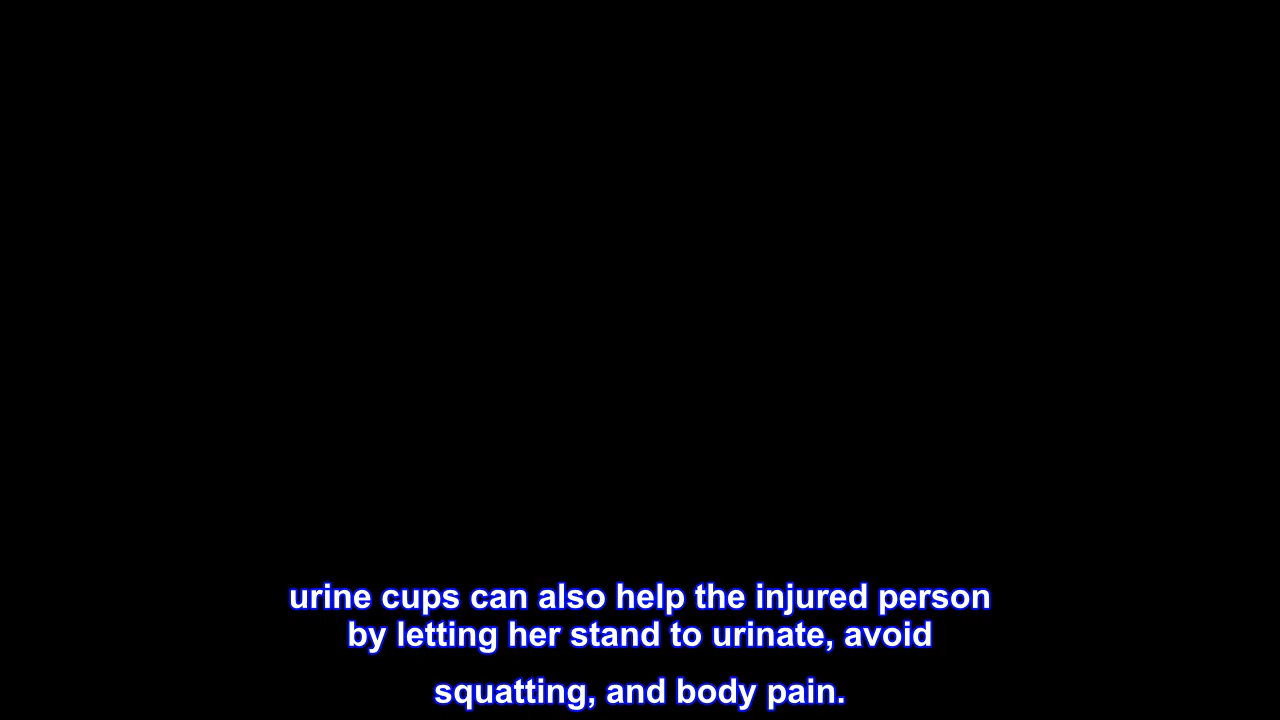 urine cups can also help the injured person
by letting her stand to urinate, avoid
squatting, and body pain.